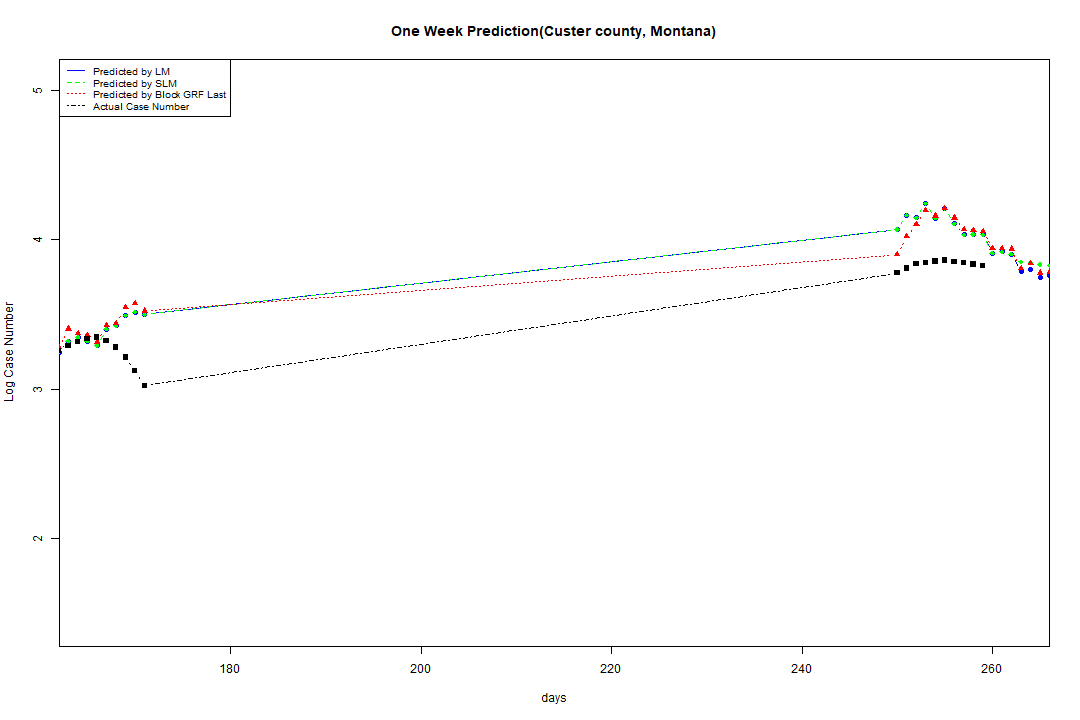 One Week Prediction(Custer county, Montana)
Predicted by LM
Predicted by SLM
Predicted by Block GRF Last
Actual Case Number
5
4
3
2
Log Case Number
180 200 220 240 260
days